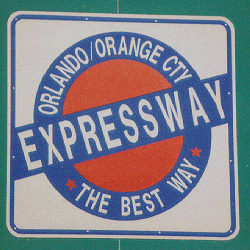 ORLANDO/ORANGE CTY
EXPRESSWAY
THE BEST WAY